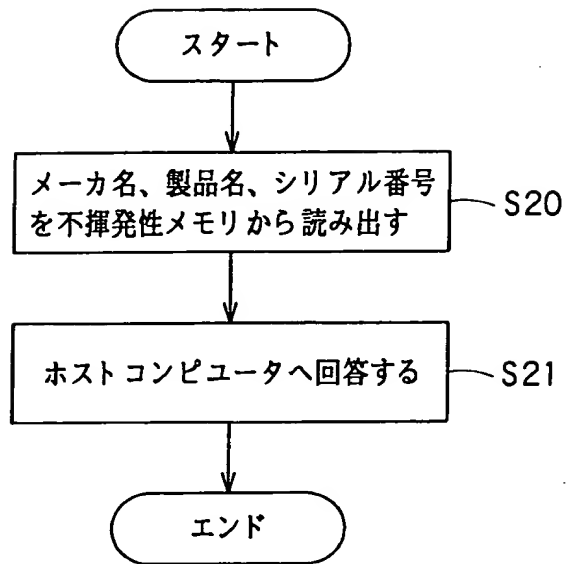 スタート
メーカ名、製品名、シリアル番号
を不揮発性メモリから読み出す
S20
ホストコンピュータへ回答する
S21
エンド